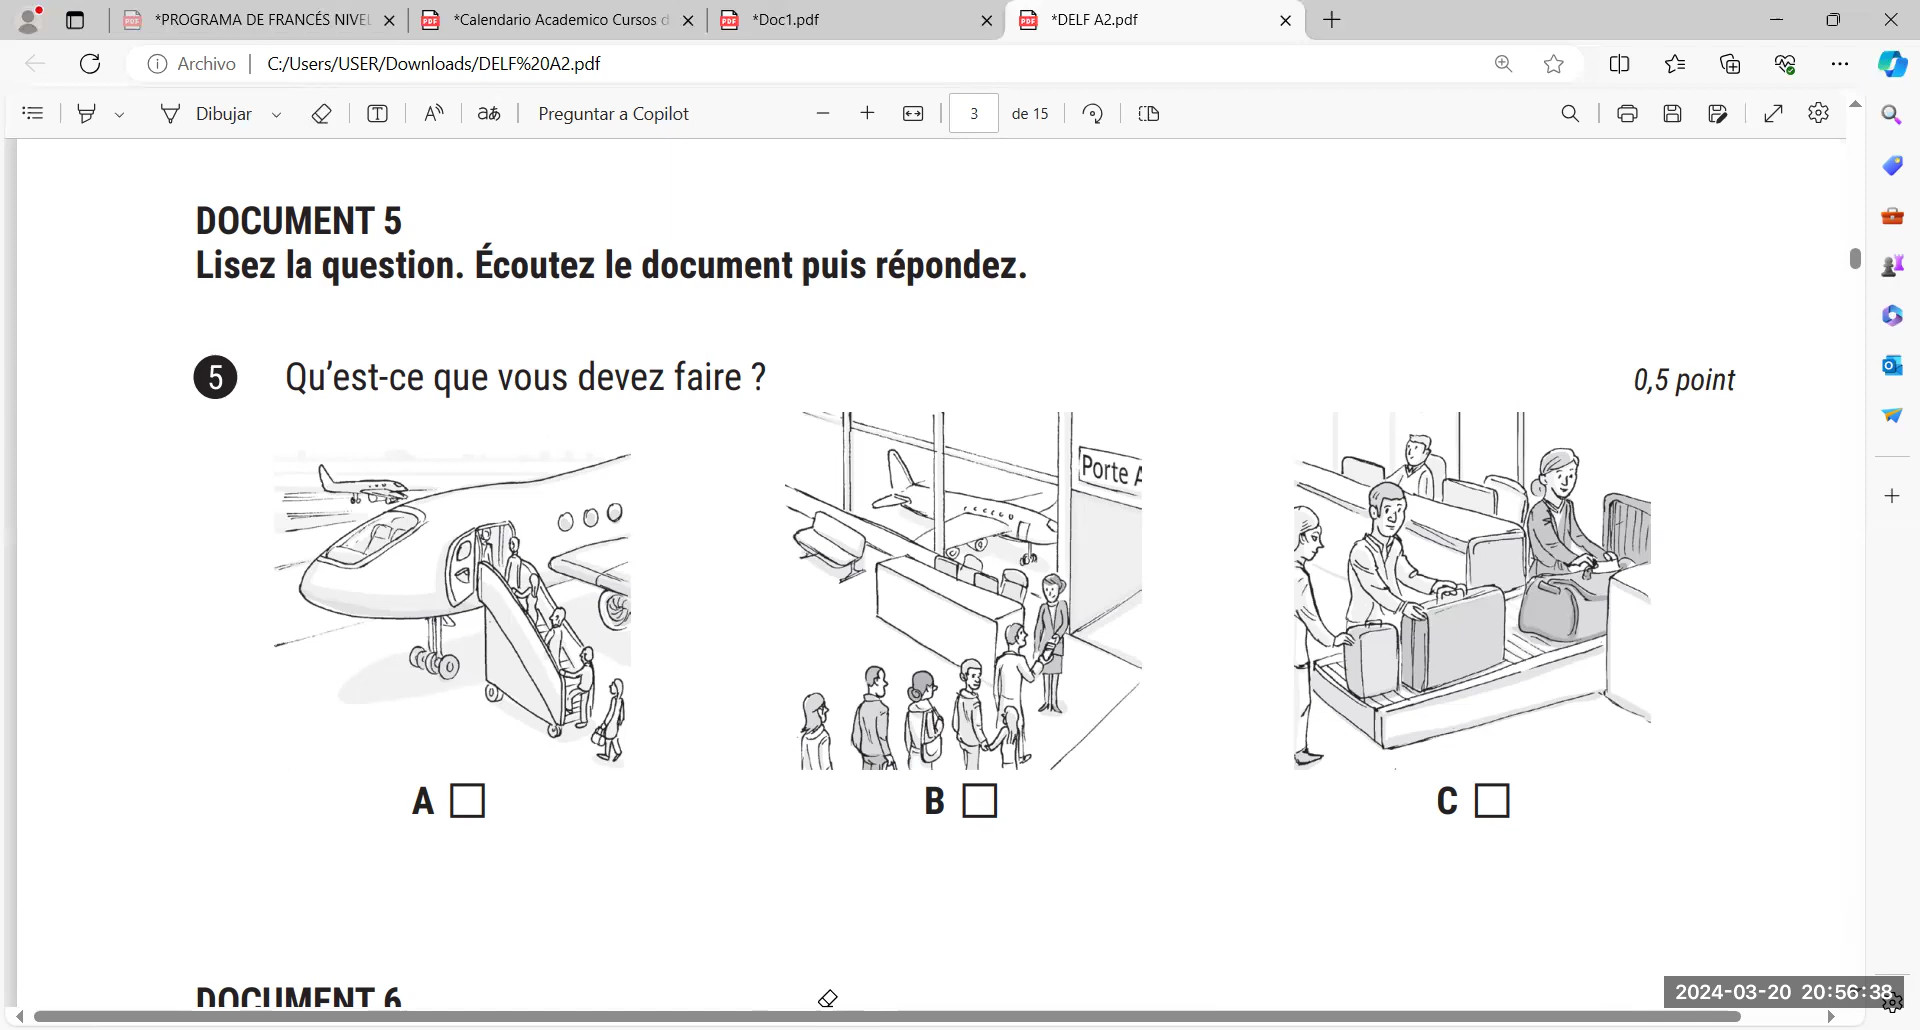 *PROGRAMA DE FRANCÉS NIVEL
*Calendario Academico Cursos d
*Doc1.pdf
*DELF A2.pdf
Archivo
C:/Users/USER/Downloads/DELF%20A2.pdf
Dibujar
Preguntar a Copilot
3
de 15
DOCUMENT 5
Lisez la question. Écoutez le document puis répondez.
5
Qu'est-ce que vous devez faire ?
0,5 point
Porte A
A
B
C
DOCUMENT 6
2024-03-20 20:56:38